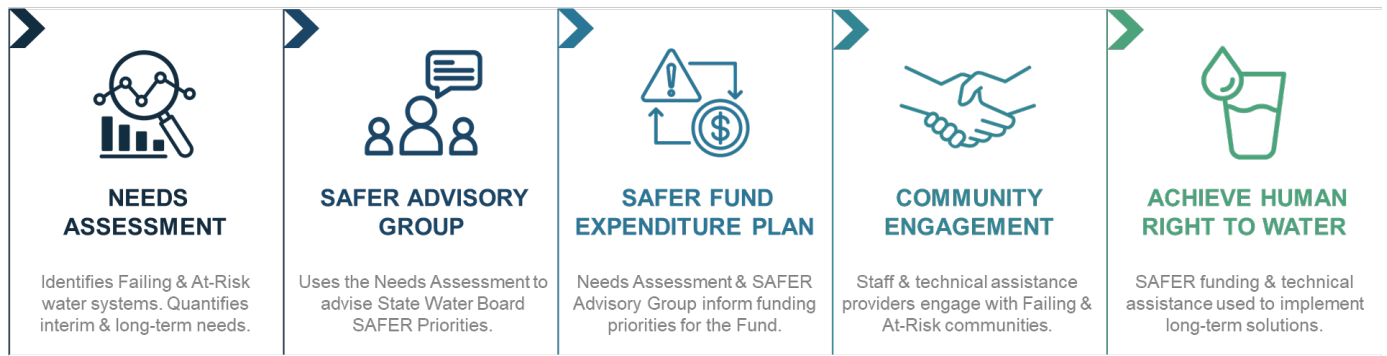 NEEDS
ASSESSMENT
Identifies Failing & At-Risk
water systems. Quantifies
interim & long-term needs.
SAFER ADVISORY
GROUP
Uses the Needs Assessment to
advise State Water Board
SAFER Priorities.
SAFER FUND
EXPENDITURE PLAN
Needs Assessment & SAFER
Advisory Group inform funding
priorities for the Fund.
COMMUNITY
ENGAGEMENT
Staff & technical assistance
providers engage with Failing &
At-Risk communities.
ACHIEVE HUMAN
RIGHT TO WATER
SAFER funding & technical
assistance used to implement
long-term solutions.